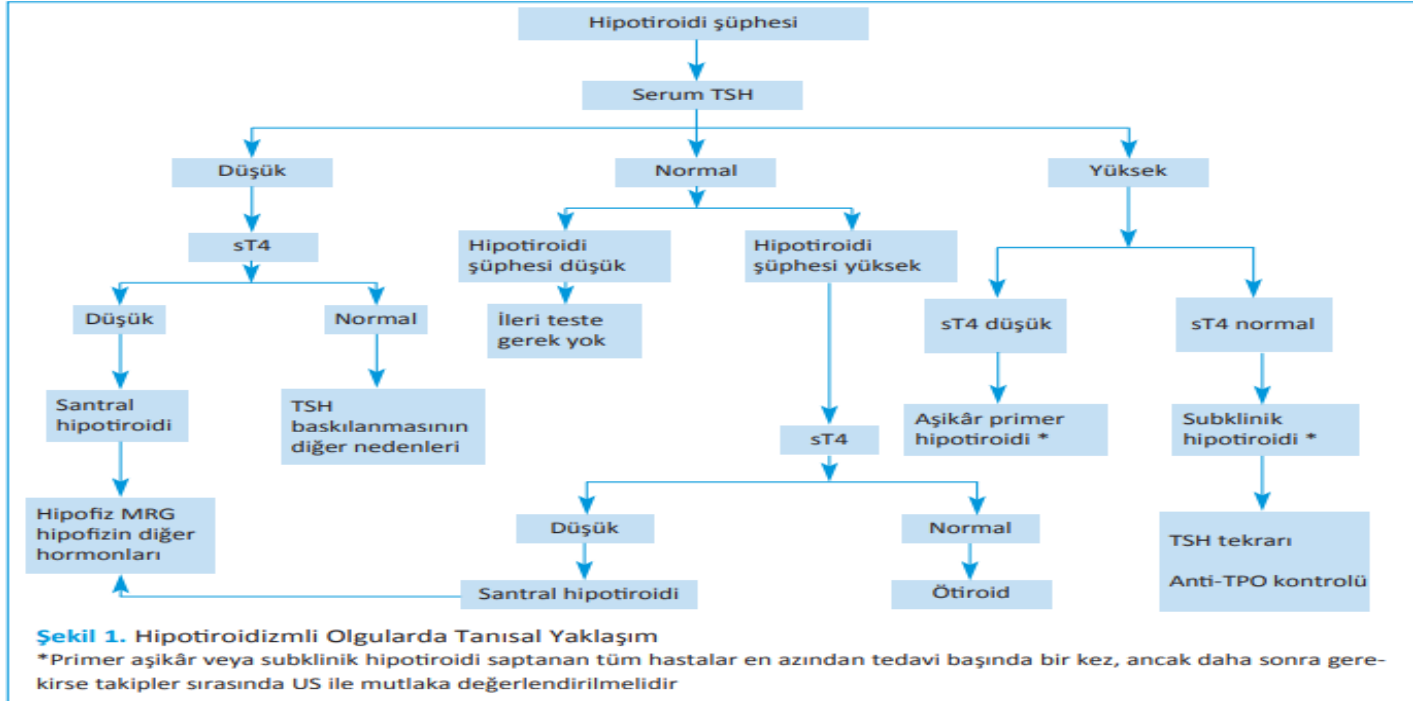 Hipotiroidi şüphesi
Serum TSH
Düşük
Normal
Yüksek
sT4
Hipotiroidi
şüphesi düşük
Hipotiroidi
şüphesi yüksek
Düşük
Normal
İleri teste
gerek yok
sT4 düşük
sT4 normal
Santral
hipotiroidi
TSH
baskılanmasının
diğer nedenleri
sT4
Aşikâr primer
hipotiroidi *
Subklinik
hipotiroidi *
Hipofiz MRG
hipofizin diğer
hormonları
Düşük
Normal
TSH tekrarı
Anti-TPO kontrolü
Santral hipotiroidi
Ötiroid
Şekil 1. Hipotiroidizmli Olgularda Tanısal Yaklaşım
*Primer aşikâr veya subklinik hipotiroidi saptanan tüm hastalar en azından tedavi başında bir kez, ancak daha sonra gere-
kirse takipler sırasında US ile mutlaka değerlendirilmelidir